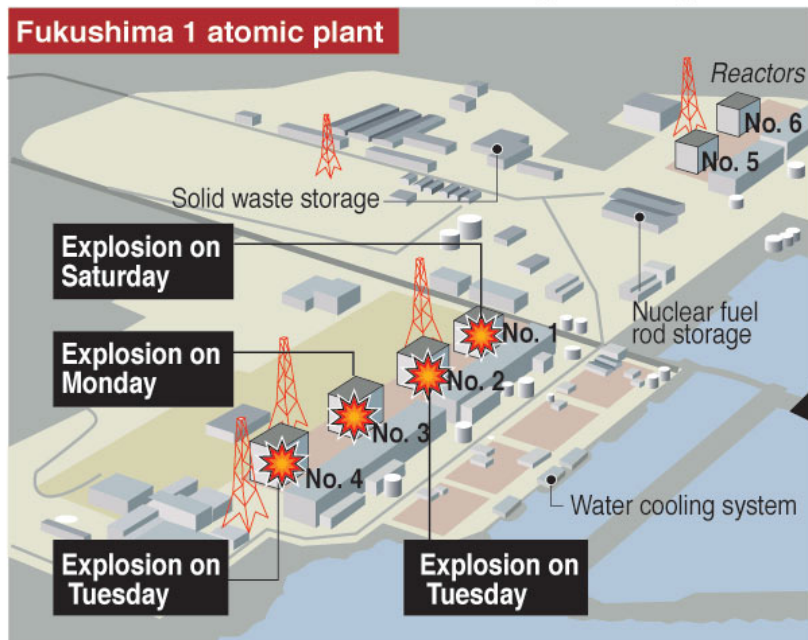 Fukushima 1 atomic plant
Reactors
No. 6
No. 5
Solid waste storage
Explosion on
Saturday
Nuclear fuel
rod storage
No. 1
Explosion on
Monday
No. 2
No. 3
No. 4
Water cooling system
Explosion on
Tuesday
Explosion on
Tuesday